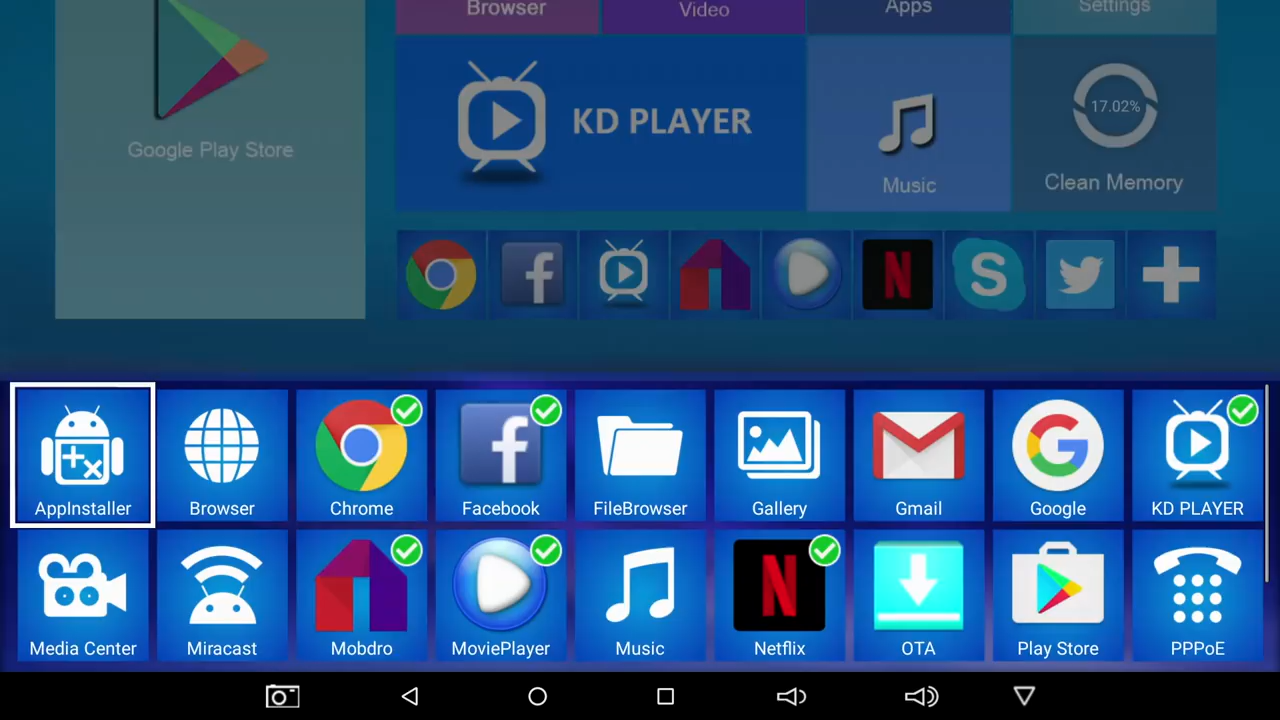 Browser
Video
Apps
Settings
Google Play Store
KD PLAYER
Music
17.02%
Clean Memory
AppInstaller
Browser
Chrome
Facebook
FileBrowser
Gallery
Gmail
Google
KD PLAYER
Media Center
Miracast
Mobdro
MoviePlayer
Music
Netflix
OTA
Play Store
PPPoE